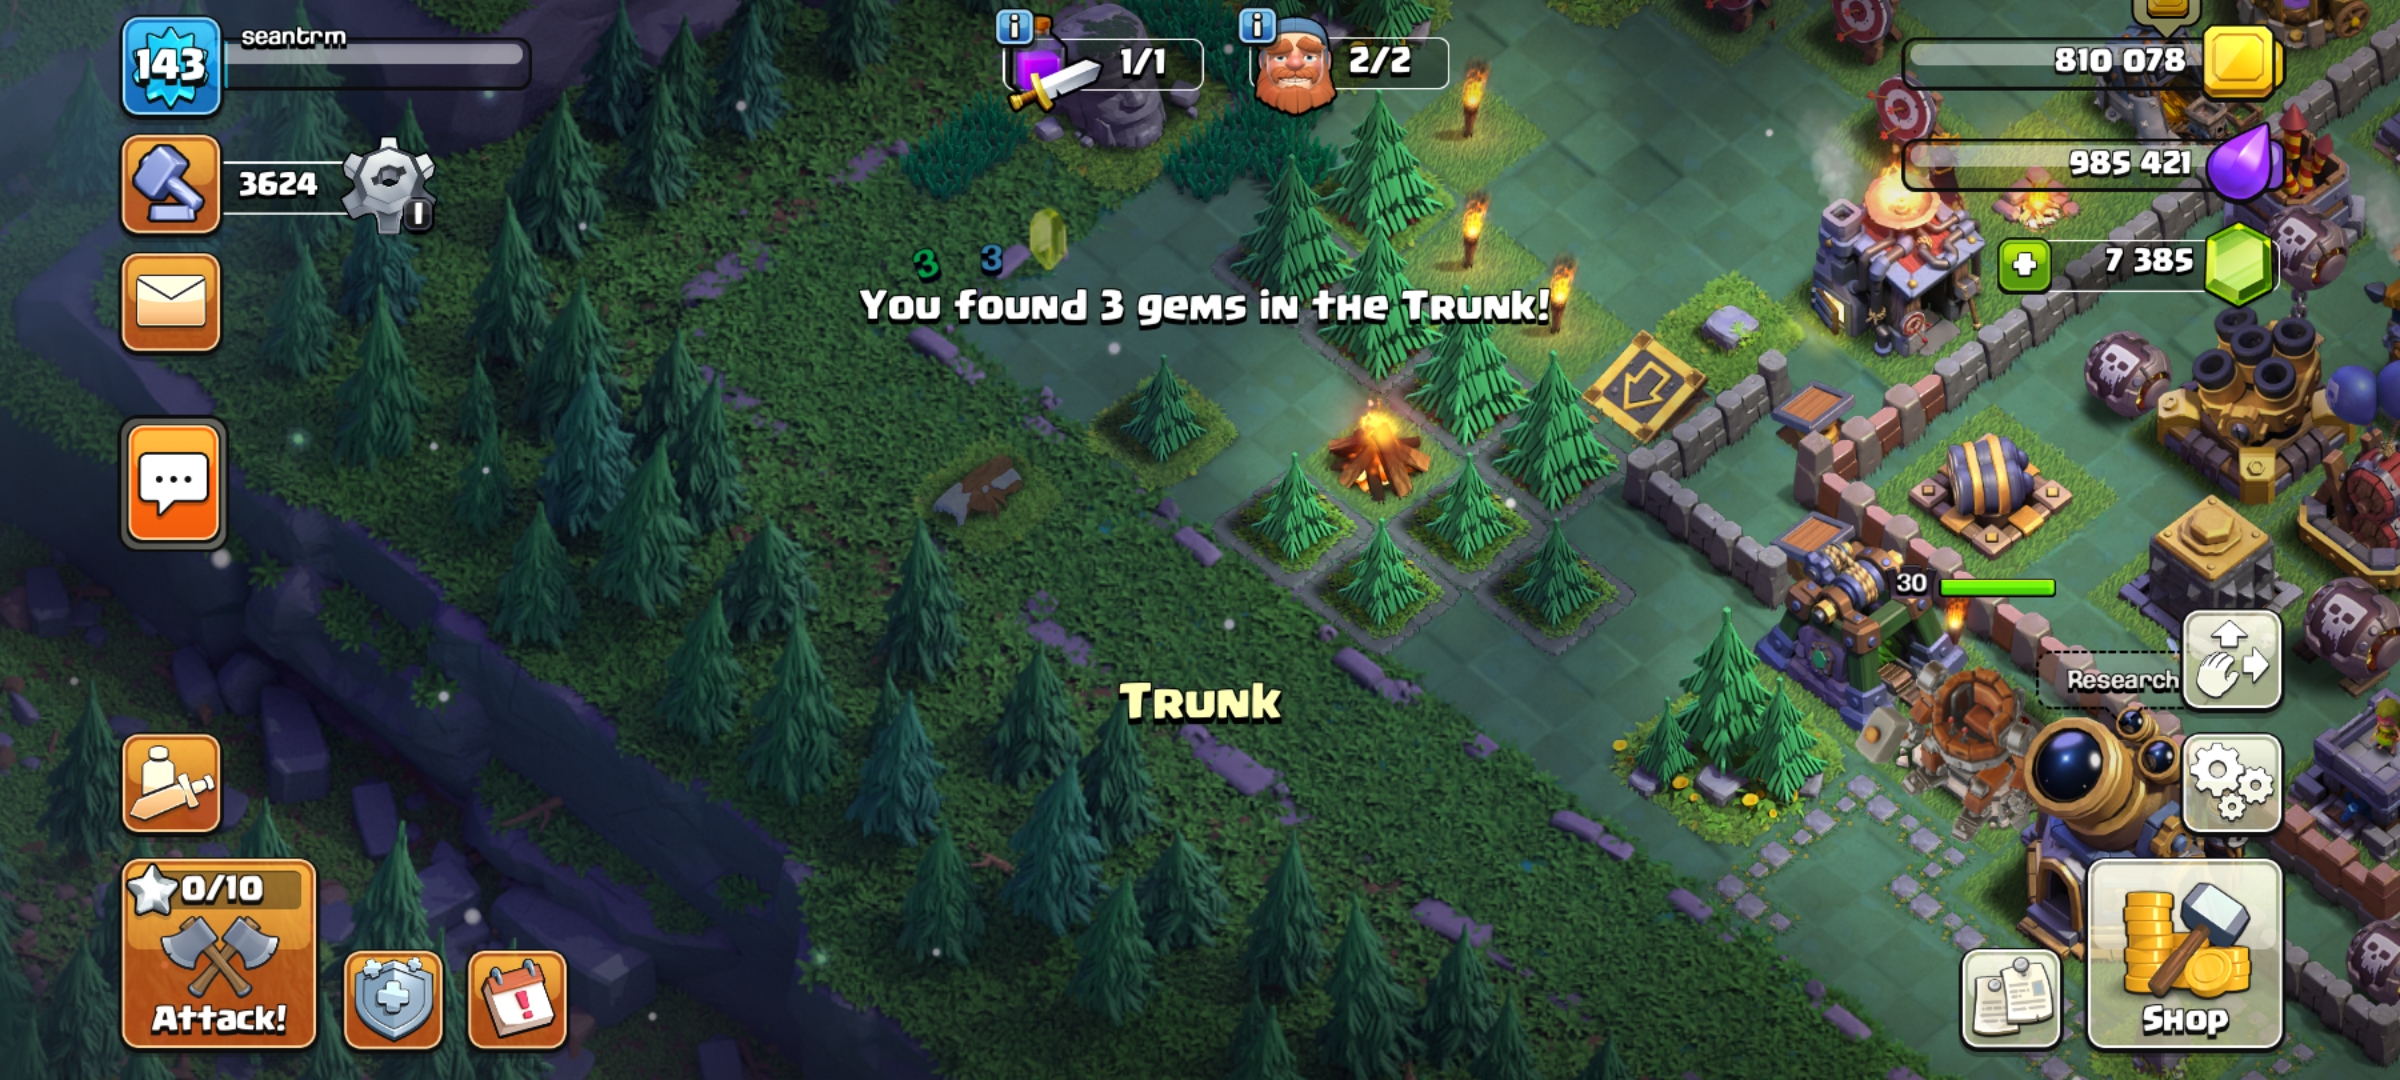 143
seantrm
1/1
2/2
810 078
3624
985 421
7 385
3
3
You found 3 gems in the Trunk!
30
Research
Trunk
0/10
Attack!
Shop